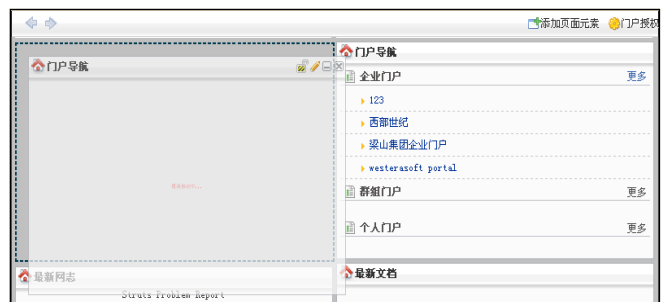 添加页面元素 门户授权
门户导航
门户导航
企业门户 更多
123
西部世纪
梁山集团企业门户
westerasoft portal
群组门户 更多
个人门户 更多
最新网志
最新文档
Struts Problem Report